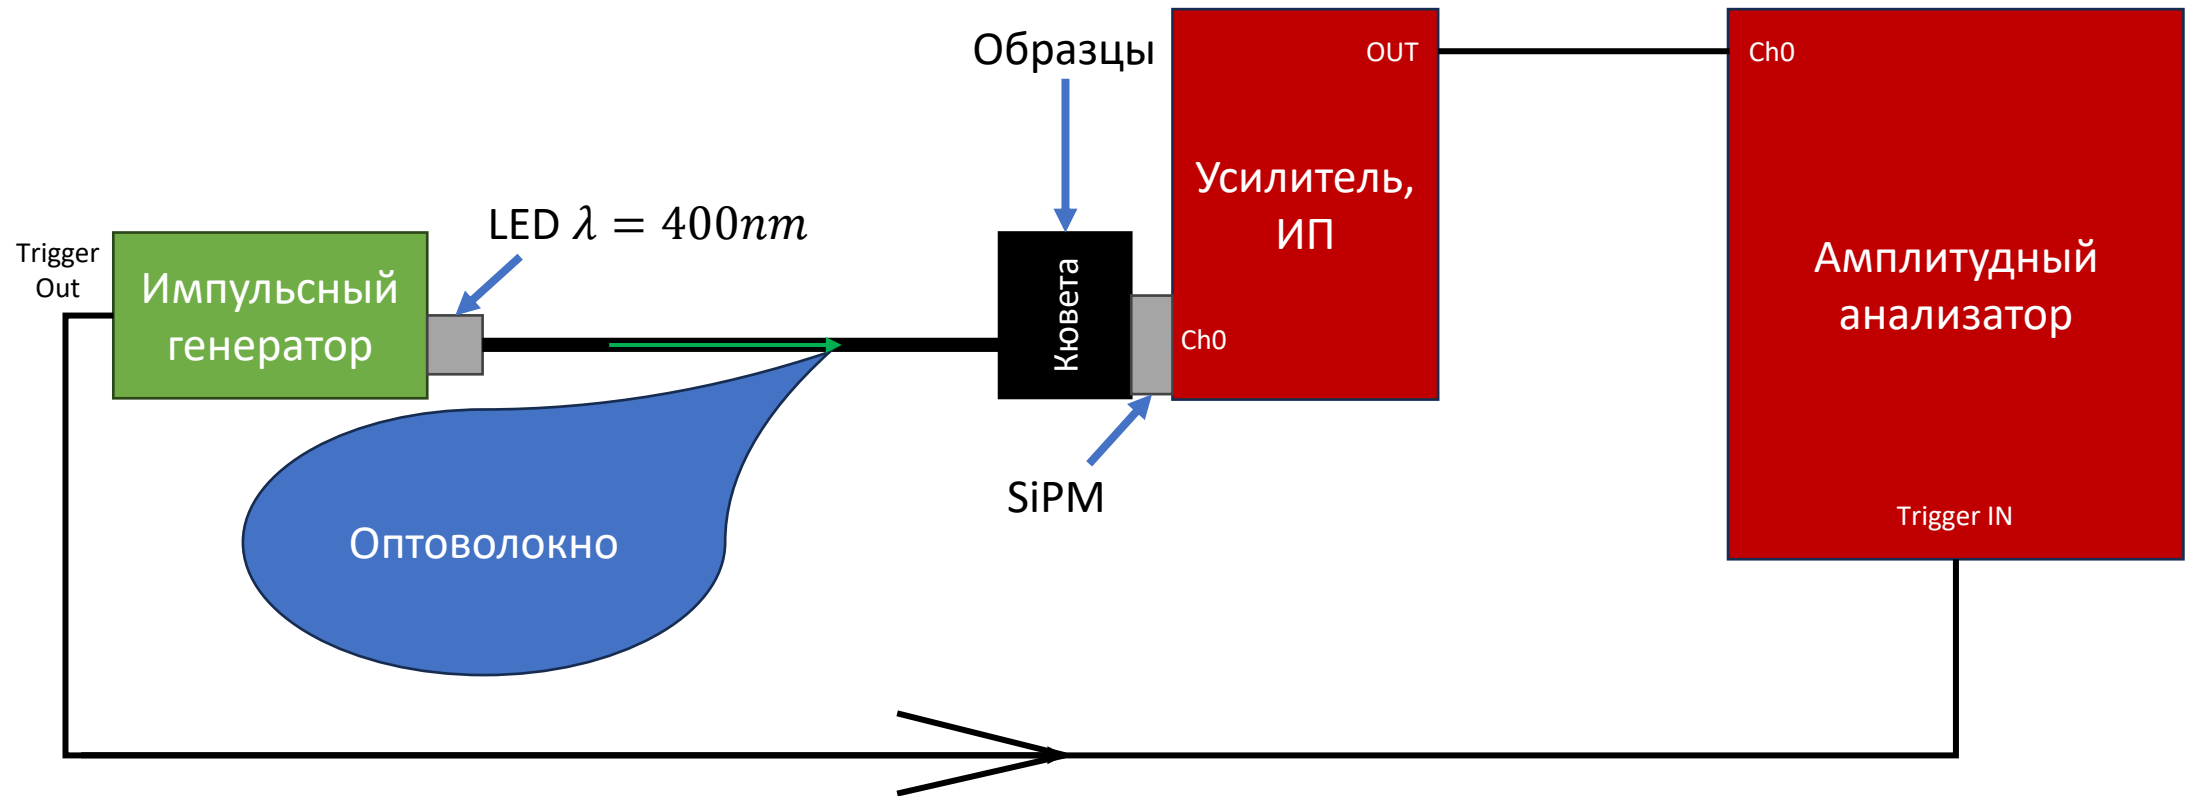 Образцы
OUT
Ch0
Усилитель,
ИП
LED λ = 400nm
Trigger
Out
Импульсный
генератор
Кювета
Ch0
Амплитудный
анализатор
SiPM
Оптоволокно
Trigger IN